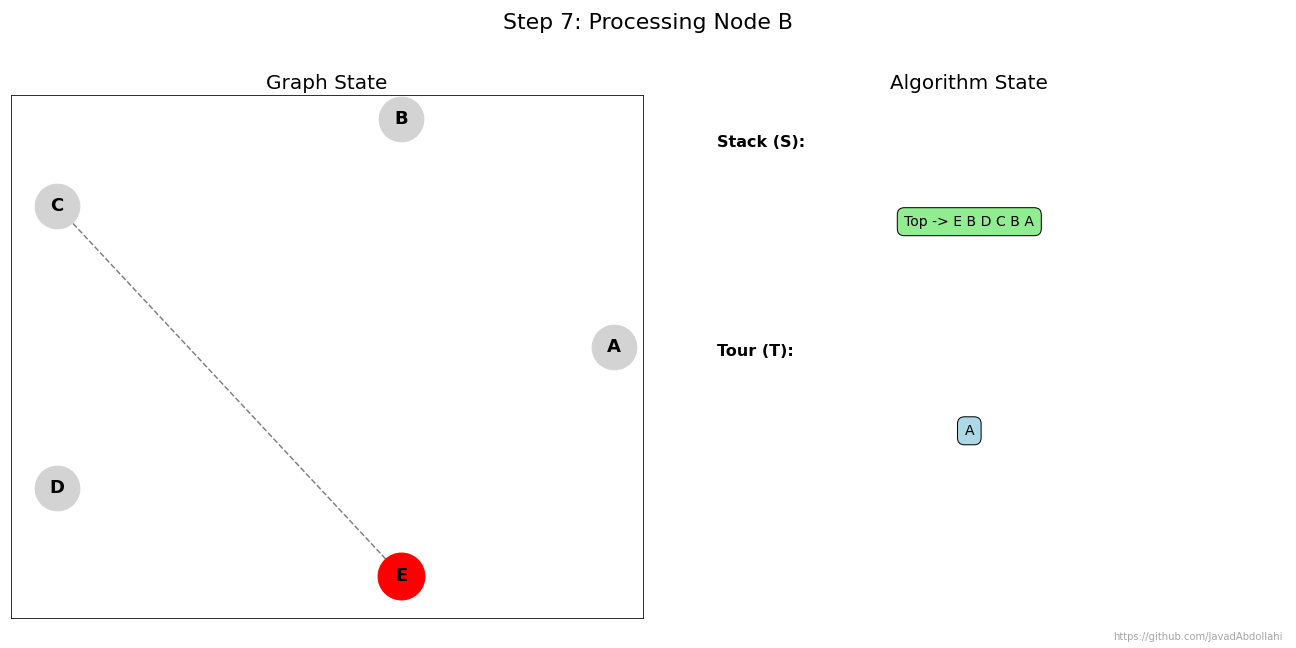 Step 7: Processing Node B
Graph State
B
C
A
D
E
Algorithm State
Stack (S):
Top -> E B D C B A
Tour (T):
A
https://github.com/JavadAbdollahi